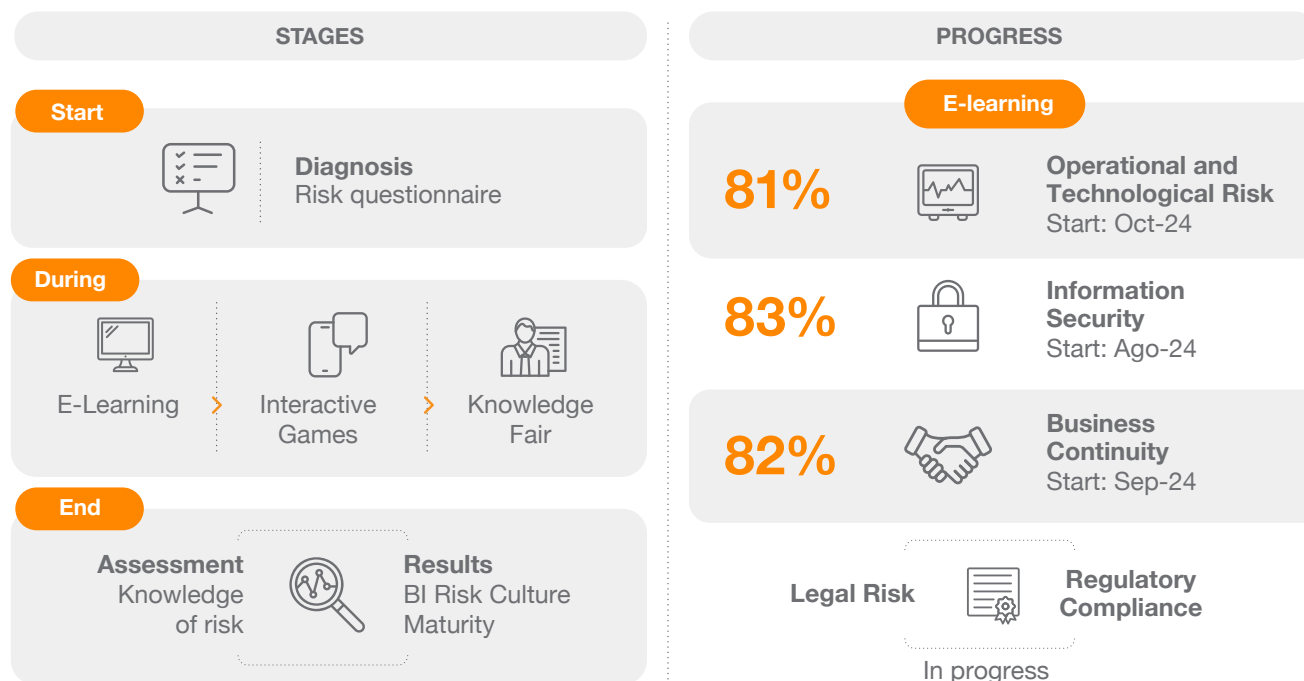 STAGES
Start
Diagnosis
Risk questionnaire
During
E-Learning
Interactive
Games
Knowledge
Fair
End
Assessment
Knowledge
of risk
Results
BI Risk Culture
Maturity
PROGRESS
E-learning
81%
Operational and
Technological Risk
Start: Oct-24
83%
Information
Security
Start: Ago-24
82%
Business
Continuity
Start: Sep-24
Legal Risk
Regulatory
Compliance
In progress